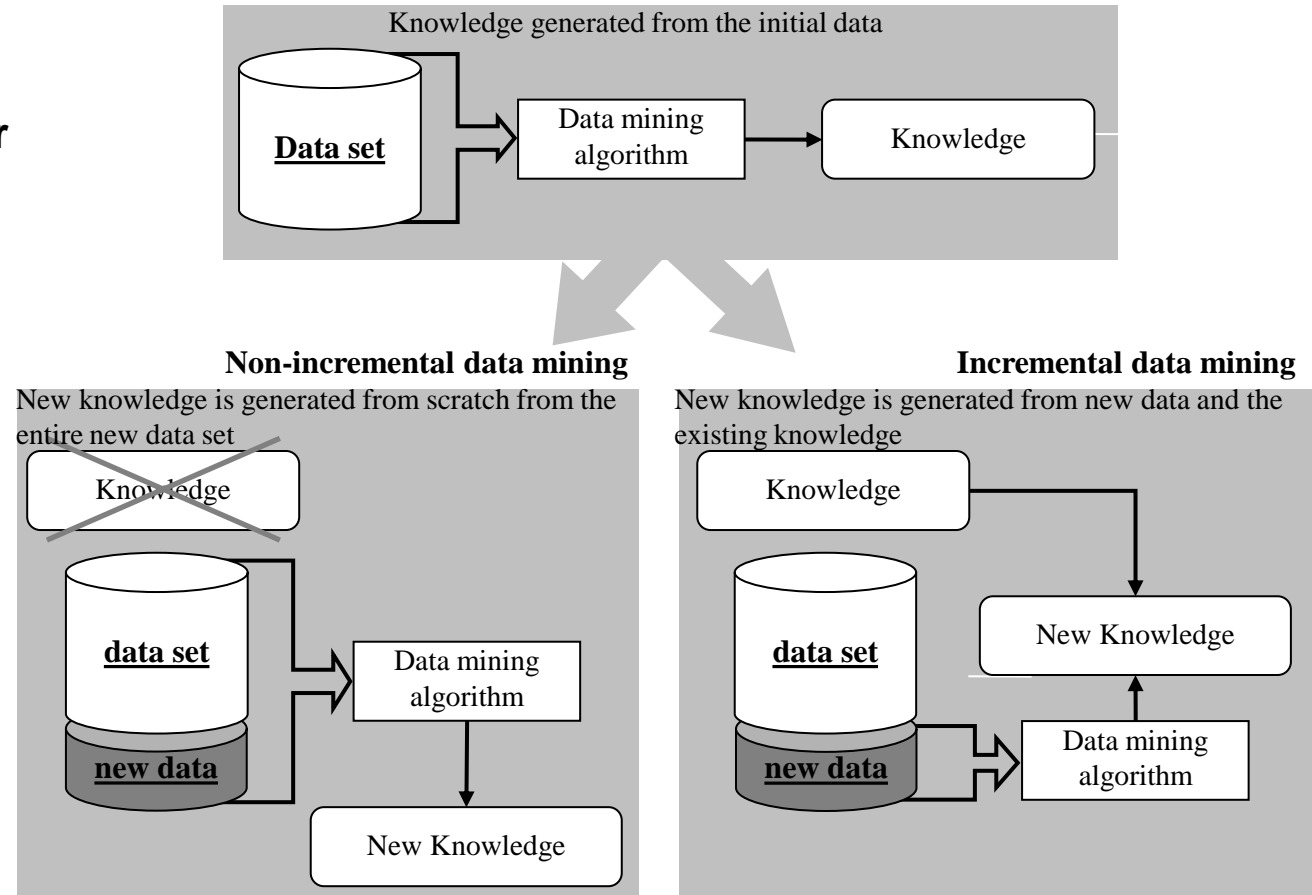 Knowledge generated from the initial data
r
Data set
Data mining
algorithm
Knowledge
Non-incremental data mining
New knowledge is generated from scratch from the
entire new data set
Knowledge
data set
new data
Data mining
algorithm
New Knowledge
Incremental data mining
New knowledge is generated from new data and the
existing knowledge
Knowledge
New Knowledge
data set
new data
Data mining
algorithm